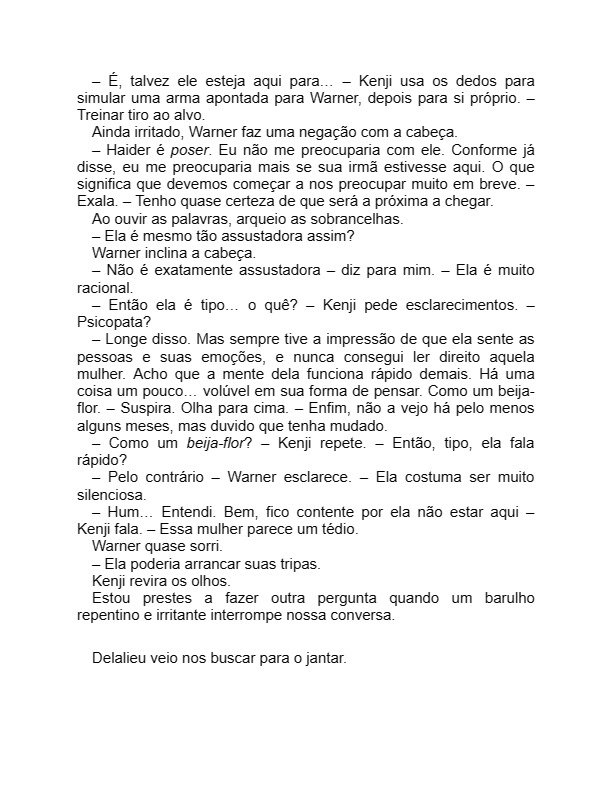 – É, talvez ele esteja aqui para… – Kenji usa os dedos para
simular uma arma apontada para Warner, depois para si próprio. –
Treinar tiro ao alvo.
Ainda irritado, Warner faz uma negação com a cabeça.
– Haider é poser. Eu não me preocuparia com ele. Conforme já
disse, eu me preocuparia mais se sua irmã estivesse aqui. O que
significa que devemos começar a nos preocupar muito em breve. –
Exala. – Tenho quase certeza de que será a próxima a chegar.
Ao ouvir as palavras, arqueio as sobrancelhas.
– Ela é mesmo tão assustadora assim?
Warner inclina a cabeça.
– Não é exatamente assustadora – diz para mim. – Ela é muito
racional.
– Então ela é tipo… o quê? – Kenji pede esclarecimentos. –
Psicopata?
– Longe disso. Mas sempre tive a impressão de que ela sente as
pessoas e suas emoções, e nunca consegui ler direito aquela
mulher. Acho que a mente dela funciona rápido demais. Há uma
coisa um pouco… volúvel em sua forma de pensar. Como um beija-
flor. – Suspira. Olha para cima. – Enfim, não a vejo há pelo menos
alguns meses, mas duvido que tenha mudado.
– Como um beija-flor? – Kenji repete. – Então, tipo, ela fala
rápido?
– Pelo contrário – Warner esclarece. – Ela costuma ser muito
silenciosa.
– Hum… Entendi. Bem, fico contente por ela não estar aqui –
Kenji fala. – Essa mulher parece um tédio.
Warner quase sorri.
– Ela poderia arrancar suas tripas.
Kenji revira os olhos.
Estou prestes a fazer outra pergunta quando um barulho
repentino e irritante interrompe nossa conversa.
Delalieu veio nos buscar para o jantar.